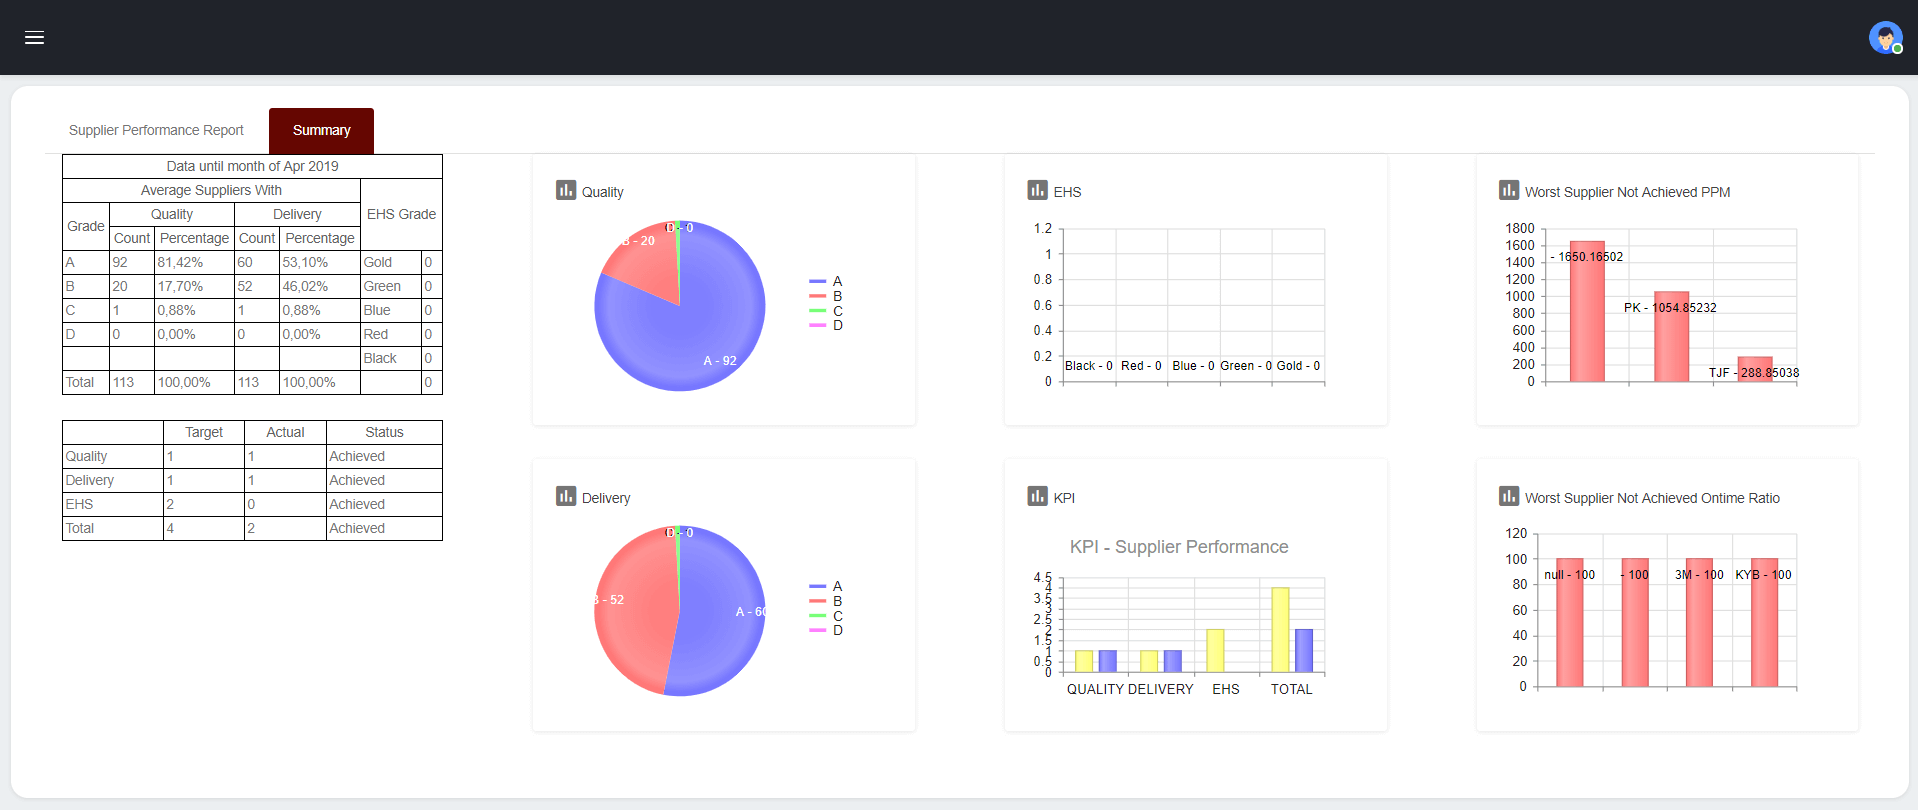 Supplier Performance Report
Summary
Data until month of Apr 2019
Average Suppliers With
EHS Grade
Grade
Quality
Delivery
Count Percentage Count Percentage
A 92 81,42% 60 53,10% Gold 0
B 20 17,70% 52 46,02% Green 0
C 1 0,88% 1 0,88% Blue 0
D 0 0,00% 0 0,00% Red 0
Black 0
Total 113 100,00% 113 100,00% 0
Target Actual Status
Quality 1 1 Achieved
Delivery 1 1 Achieved
EHS 2 0 Achieved
Total 4 2 Achieved
Quality
D - 0
B - 20
A - 92
A
B
C
D
EHS
1.2
1
0.8
0.6
0.4
0.2
0
Black - 0 Red - 0 Blue - 0 Green - 0 Gold - 0
Worst Supplier Not Achieved PPM
1800
1600
1400
1200
1000
800
600
400
200
0
- 1650.16502
PK - 1054.85232
TJF - 288.85038
Delivery
D - 0
B - 52
A - 60
A
B
C
D
KPI
KPI - Supplier Performance
4.5
4
3.5
3
2.5
2
1.5
1
0.5
0
QUALITY DELIVERY EHS TOTAL
Worst Supplier Not Achieved Ontime Ratio
120
100
80
60
40
20
0
null - 100 - 100 3M - 100 KYB - 100